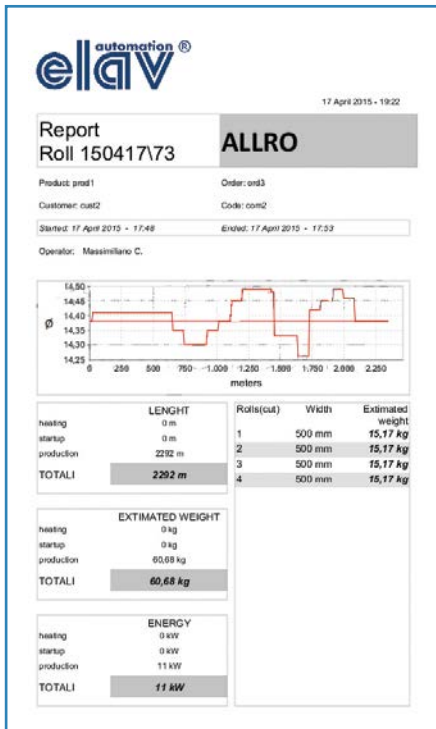 elav automation ®
17 April 2015 - 19:22
Report
Roll 150417\73
ALLRO
Product: prod1
Order: ord3
Customer: cust2
Code: com2
Started: 17 April 2015 - 17:48
Ended: 17 April 2015 - 17:53
Operator: Massimiliano C.
14,50
14,45
14,40
14,35
14,30
14,25
Ø
0 250 500 750 1.000 1.250 1.500 1.750 2.000 2.250
meters
LENGHT
heating 0 m
startup 0 m
production 2292 m
TOTALI 2292 m
Rolls(cut) Width Extimated weight
1 500 mm 15,17 kg
2 500 mm 15,17 kg
3 500 mm 15,17 kg
4 500 mm 15,17 kg
EXTIMATED WEIGHT
heating 0 kg
startup 0 kg
production 60,68 kg
TOTALI 60,68 kg
ENERGY
heating 0 kW
startup 0 kW
production 11 kW
TOTALI 11 kW